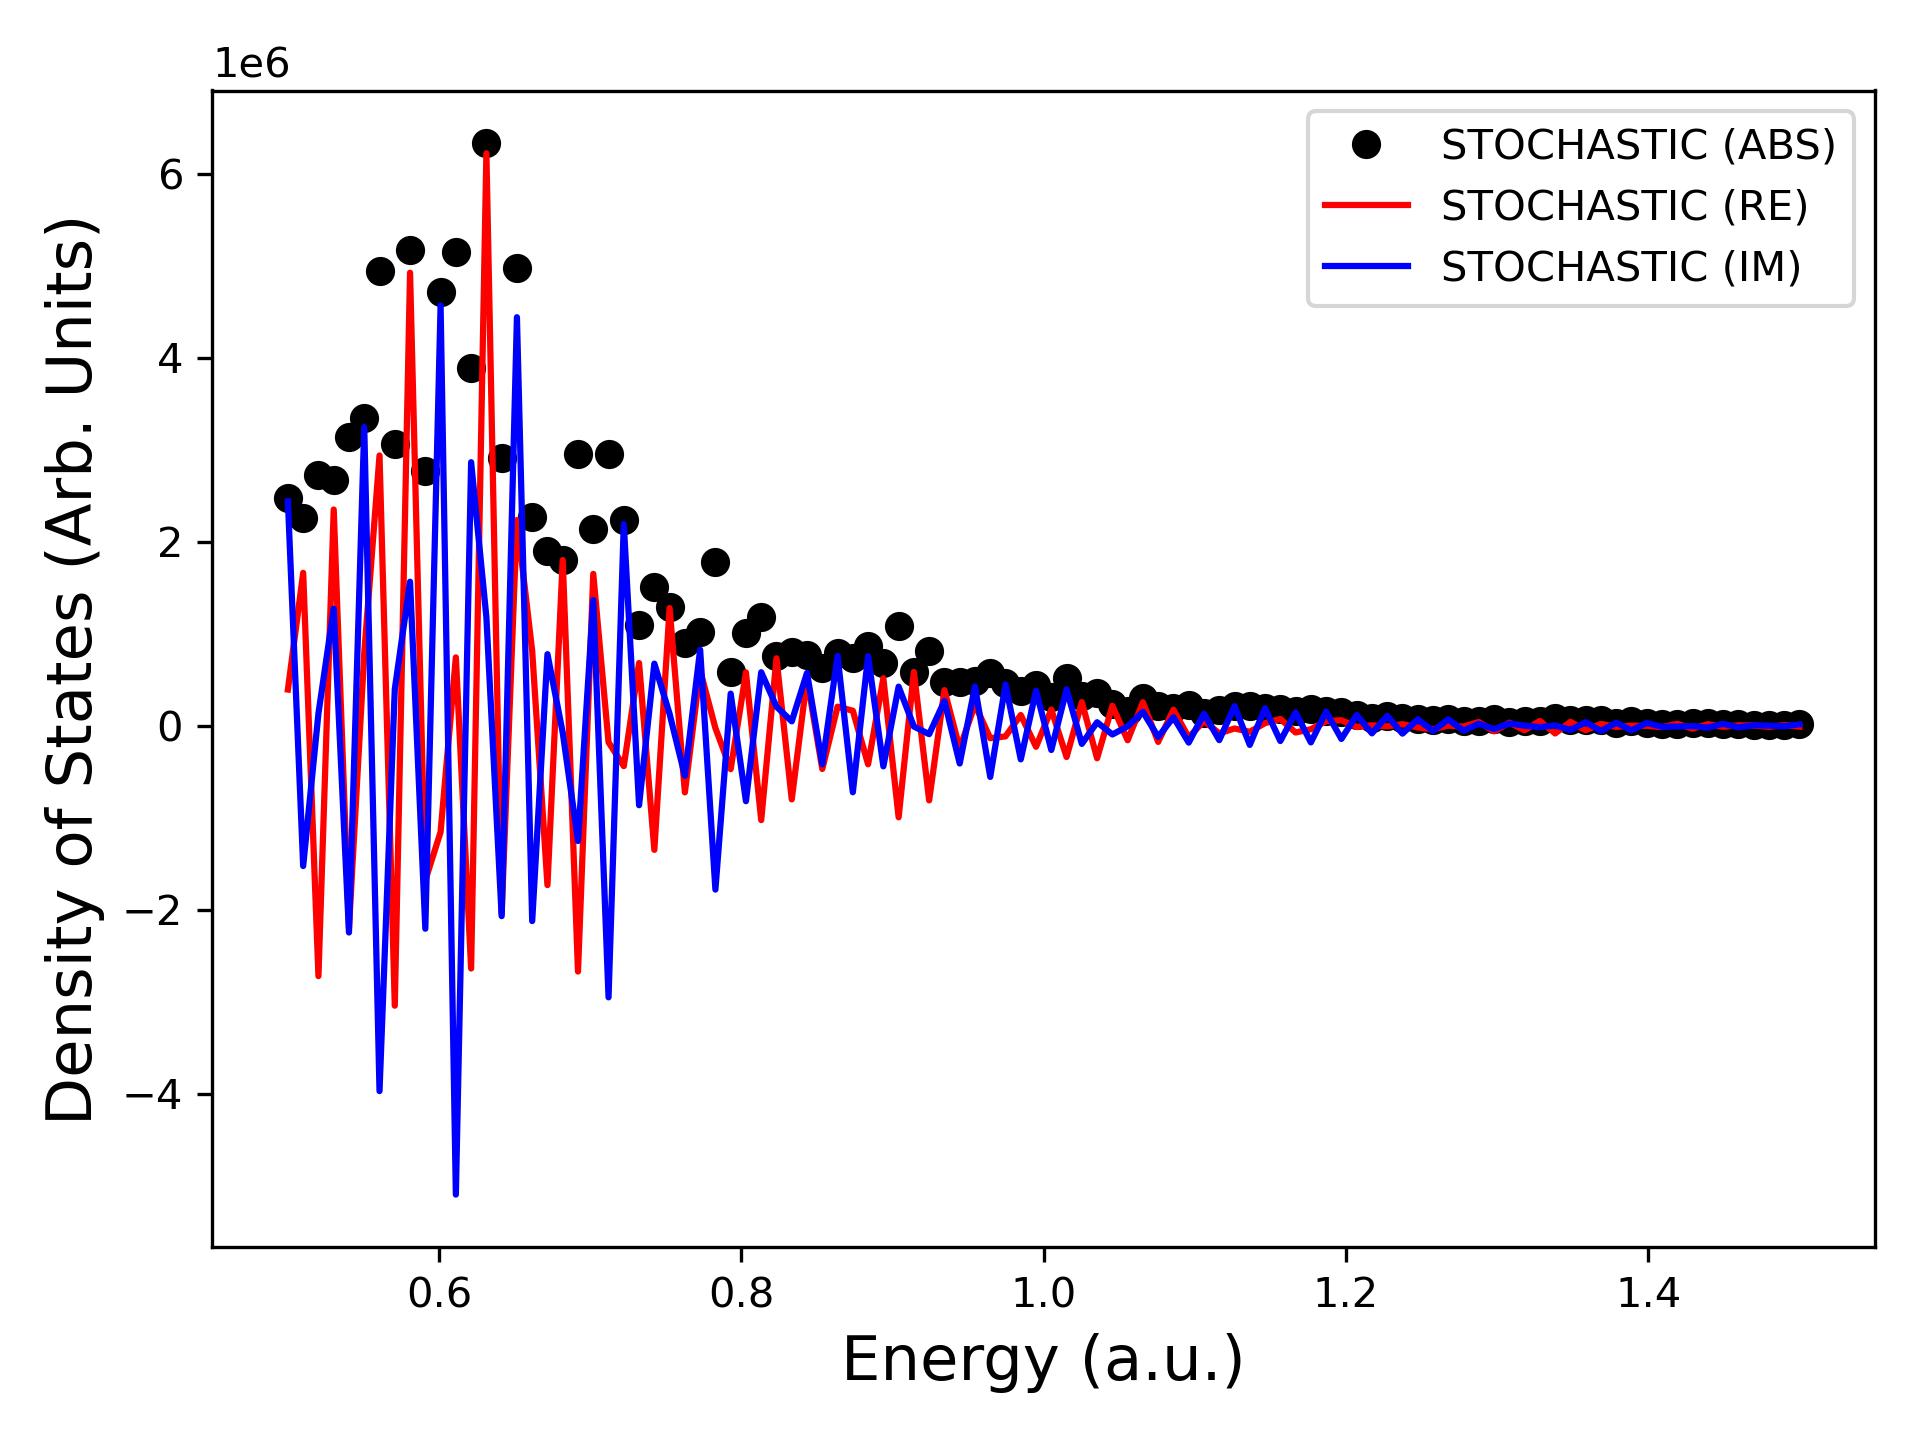 1e6
6
4
2
0
−2
−4
Density of States (Arb. Units)
STOCHASTIC (ABS)
STOCHASTIC (RE)
STOCHASTIC (IM)
0.6 0.8 1.0 1.2 1.4
Energy (a.u.)